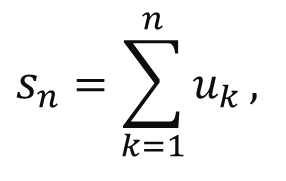 $s_n = \sum_{k=1}^{n} u_k \, ,$